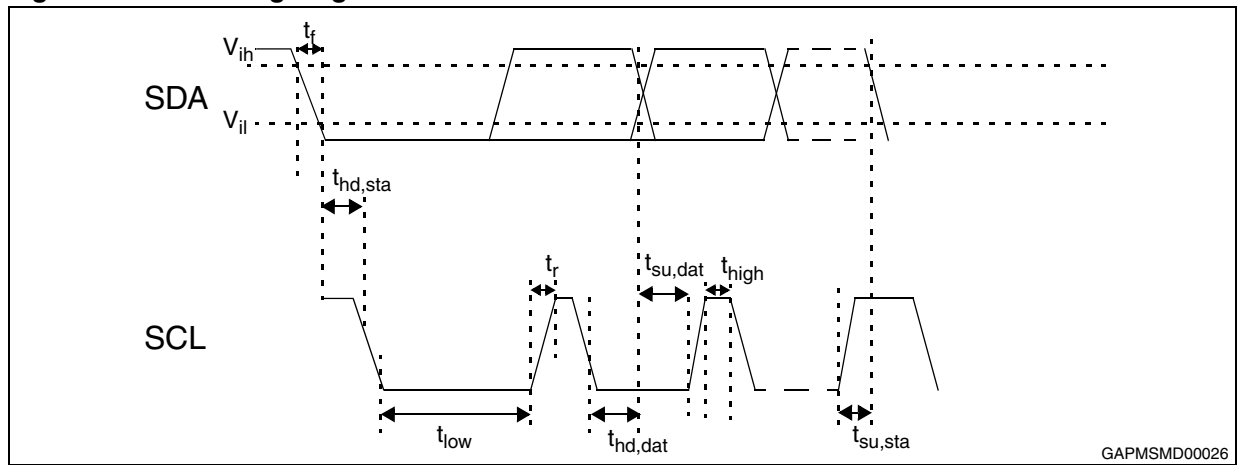 t_f
V_ih
SDA
V_il
t_hd,sta
t_r
t_su,dat
t_high
SCL
t_low
t_hd,dat
t_su,sta
GAPMSMD00026